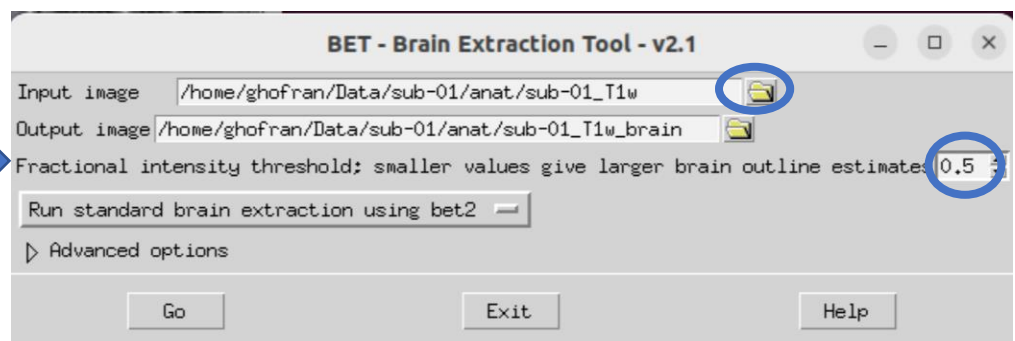 BET - Brain Extraction Tool - v2.1
Input image /home/ghofran/Data/sub-01/anat/sub-01_T1w
Output image /home/ghofran/Data/sub-01/anat/sub-01_T1w_brain
Fractional intensity threshold; smaller values give larger brain outline estimates 0.5
Run standard brain extraction using bet2
Advanced options
Go Exit Help